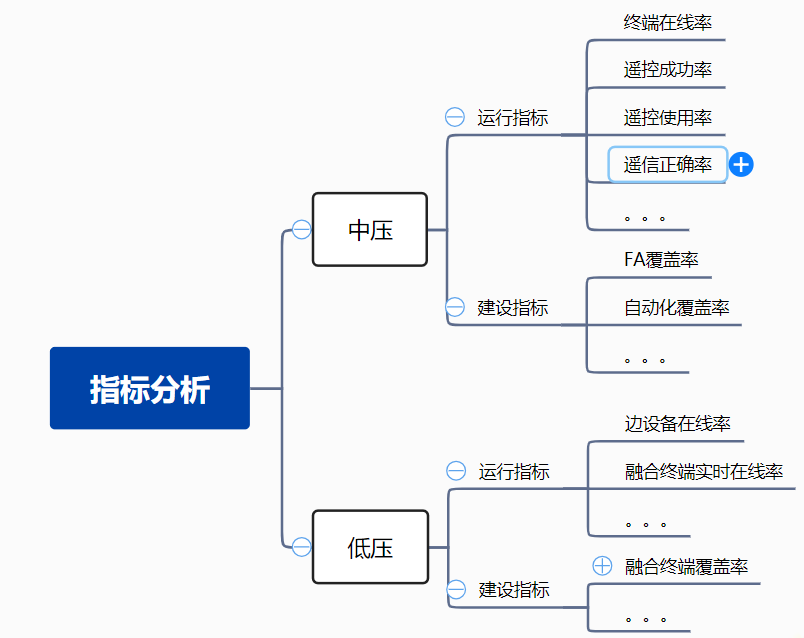 终端在线率
遥控成功率
运行指标
遥控使用率
遥信正确率
中压
。。。
FA覆盖率
建设指标
自动化覆盖率
。。。
指标分析
边设备在线率
运行指标
融合终端实时在线率
。。。
低压
融合终端覆盖率
建设指标
。。。